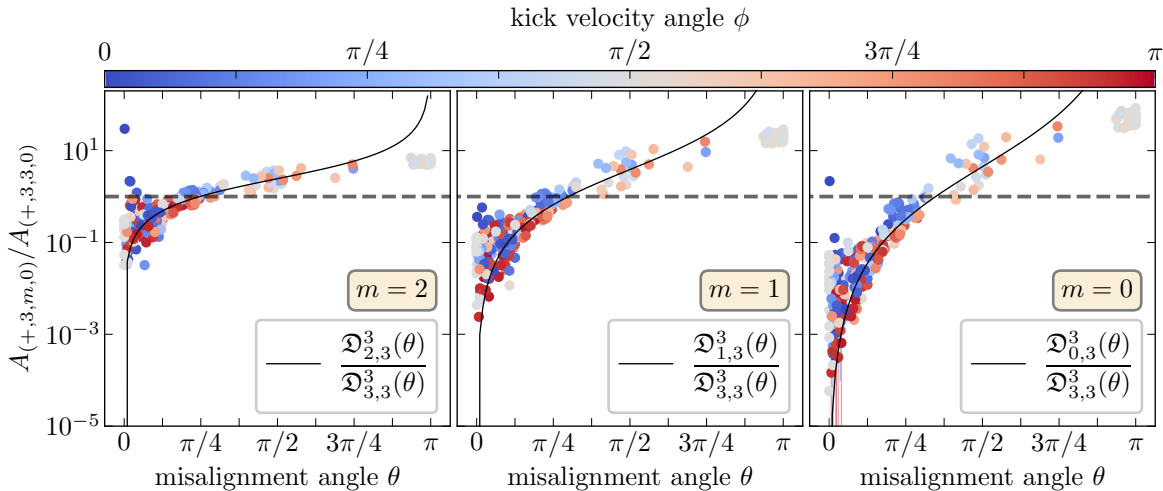 kick velocity angle ϕ
0 π/4 π/2 3π/4 π
A(+,3,m,0)/A(+,3,3,0)
10^1
10^−1
10^−3
10^−5
m = 2
𝔇^3_{2,3}(θ)
𝔇^3_{3,3}(θ)
0 π/4 π/2 3π/4 π
misalignment angle θ
m = 1
𝔇^3_{1,3}(θ)
𝔇^3_{3,3}(θ)
0 π/4 π/2 3π/4 π
misalignment angle θ
m = 0
𝔇^3_{0,3}(θ)
𝔇^3_{3,3}(θ)
0 π/4 π/2 3π/4 π
misalignment angle θ